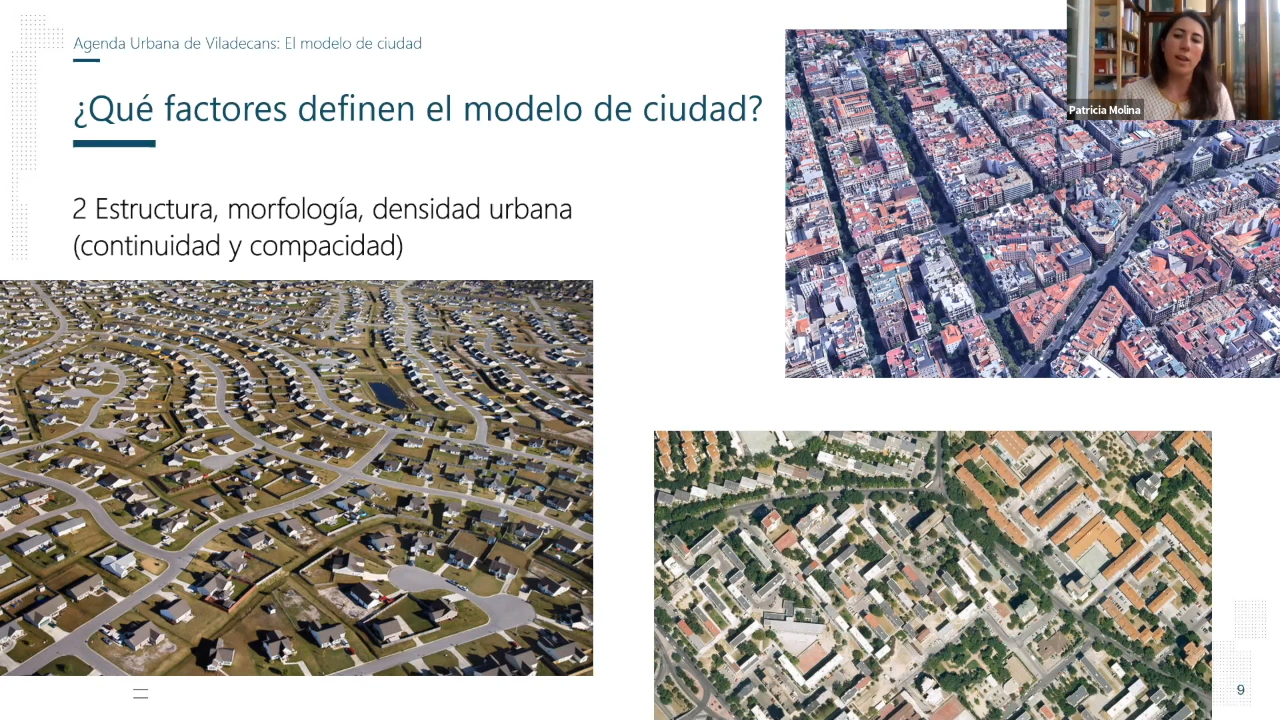 Agenda Urbana de Viladecans: El modelo de ciudad
¿Qué factores definen el modelo de ciudad?
2 Estructura, morfología, densidad urbana
(continuidad y compacidad)
Patricia Molina
9